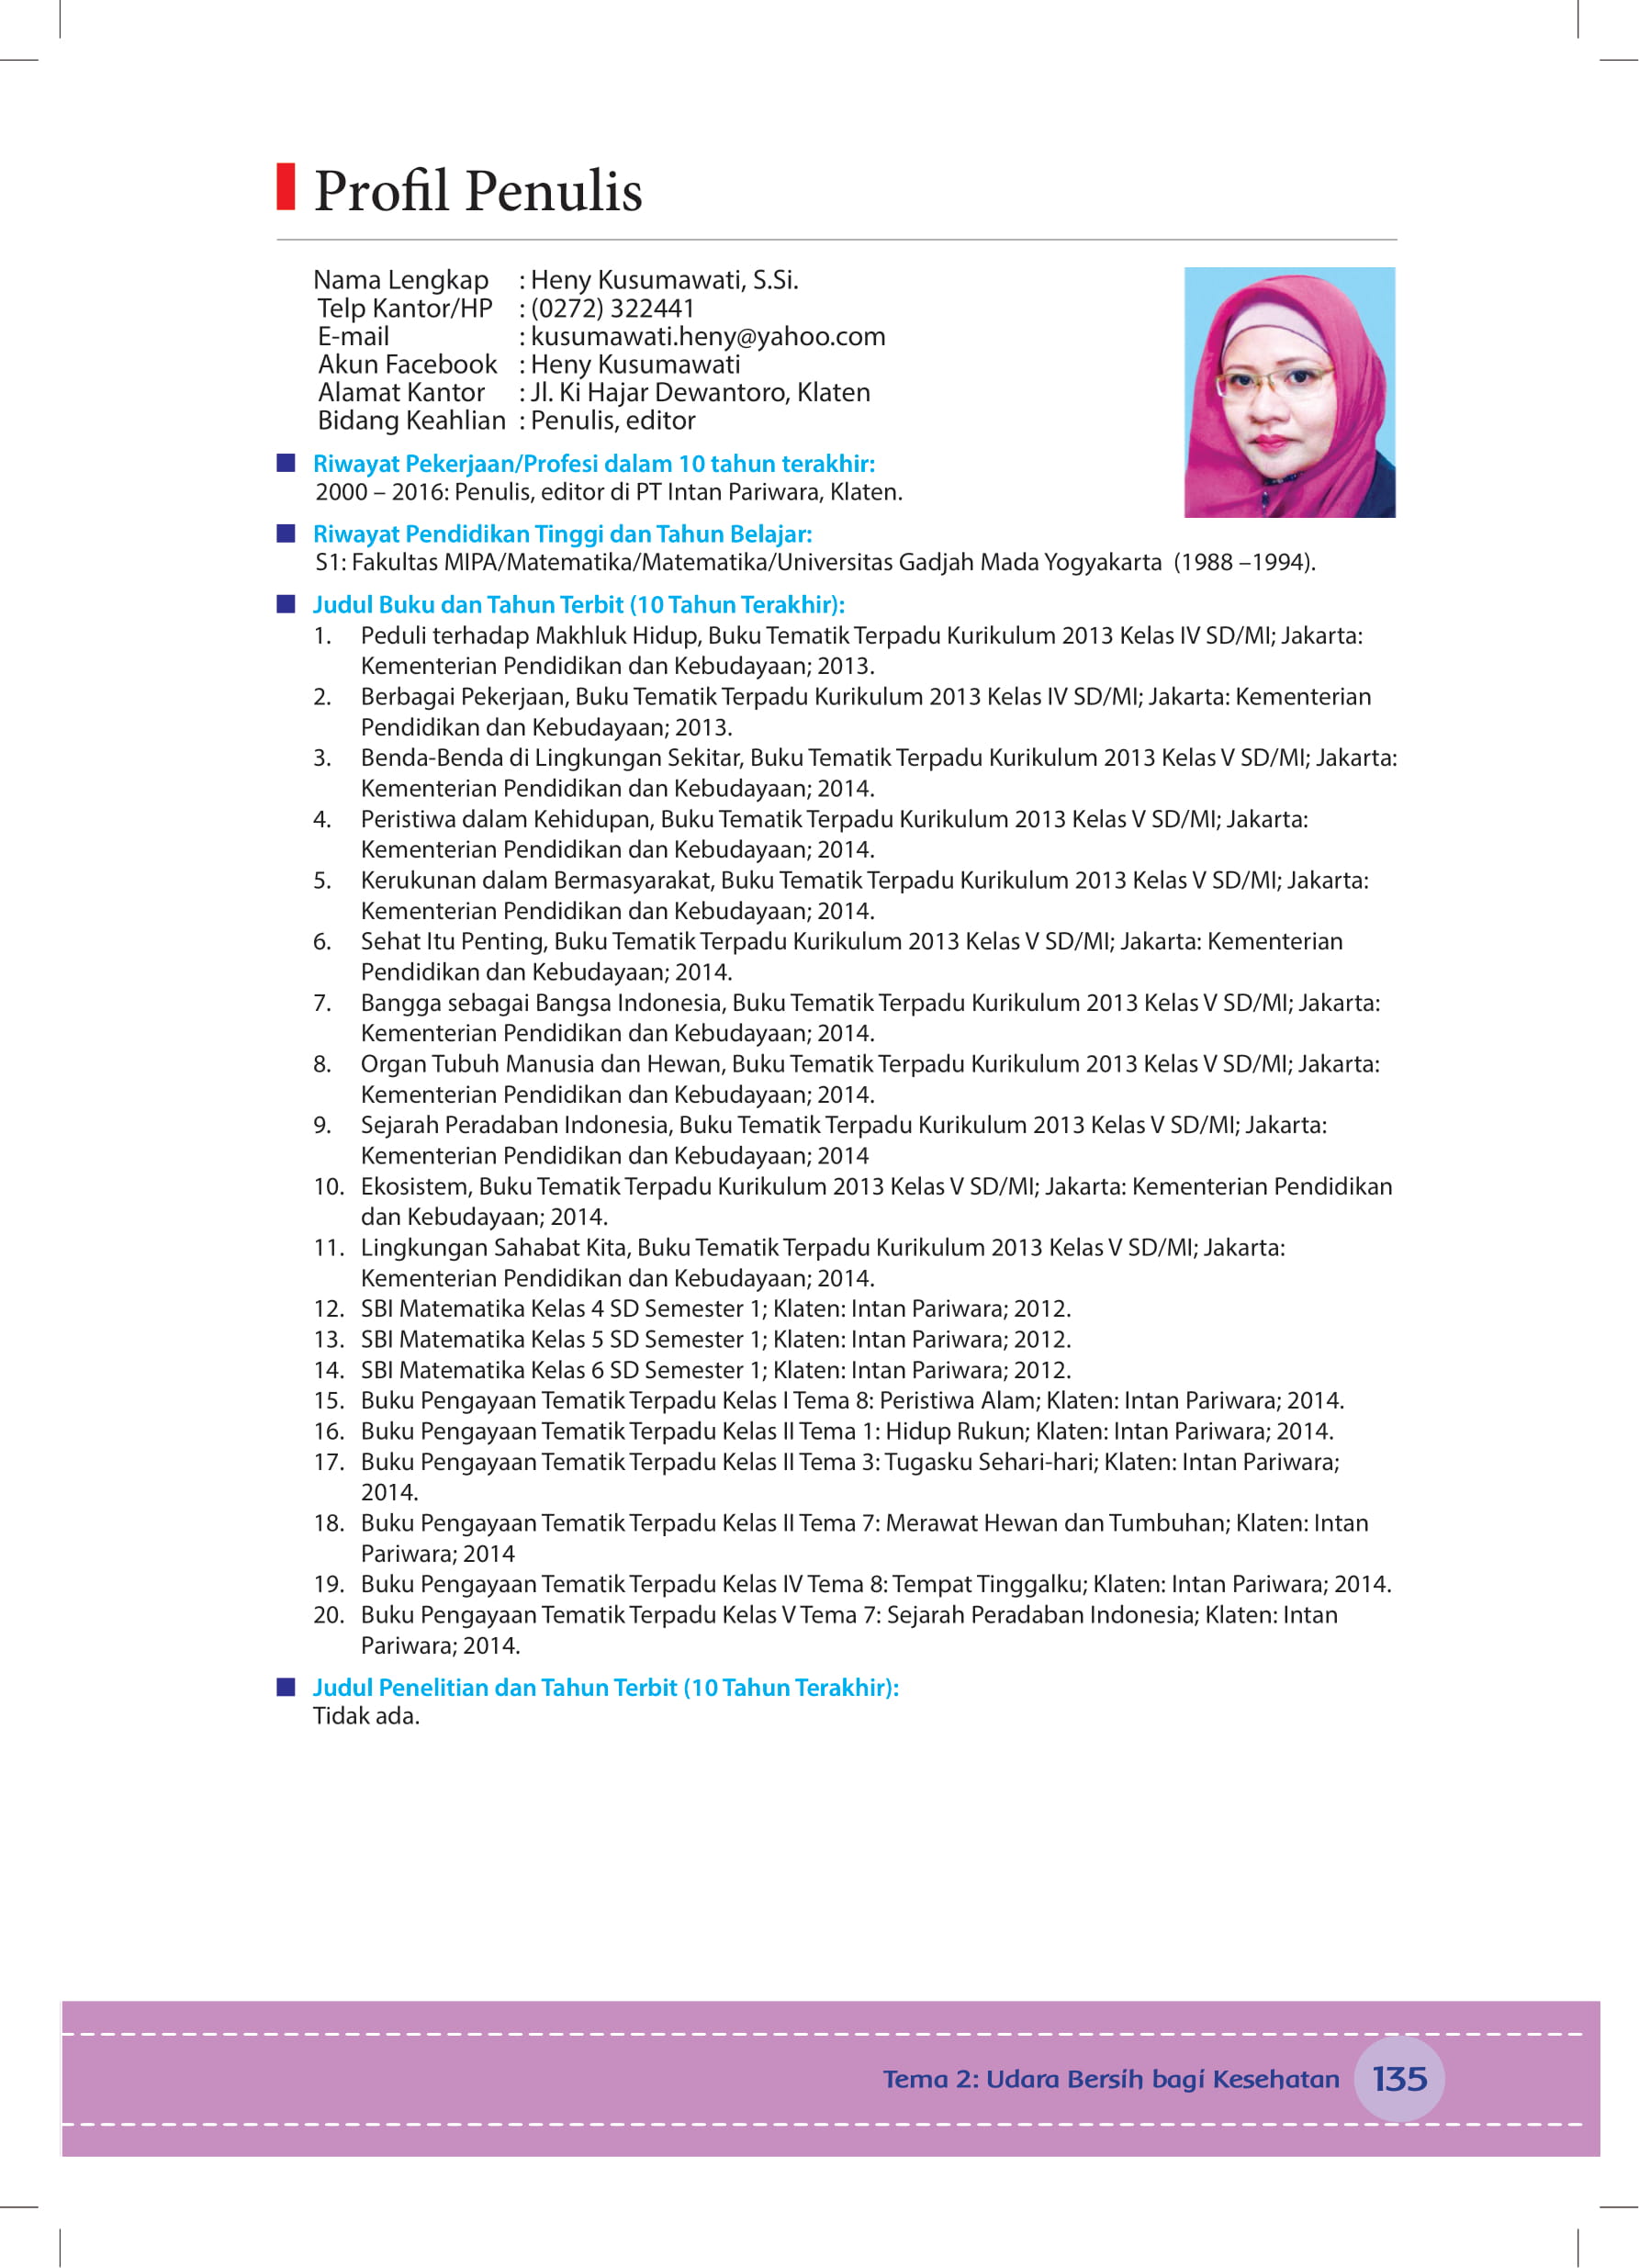 Profil Penulis
Nama Lengkap : Heny Kusumawati, S.Si.
Telp Kantor/HP : (0272) 322441
E-mail : kusumawati.heny@yahoo.com
Akun Facebook : Heny Kusumawati
Alamat Kantor : Jl. Ki Hajar Dewantoro, Klaten
Bidang Keahlian : Penulis, editor
Riwayat Pekerjaan/Profesi dalam 10 tahun terakhir:
2000 – 2016: Penulis, editor di PT Intan Pariwara, Klaten.
Riwayat Pendidikan Tinggi dan Tahun Belajar:
S1: Fakultas MIPA/Matematika/Matematika/Universitas Gadjah Mada Yogyakarta (1988 –1994).
Judul Buku dan Tahun Terbit (10 Tahun Terakhir):
1. Peduli terhadap Makhluk Hidup, Buku Tematik Terpadu Kurikulum 2013 Kelas IV SD/MI; Jakarta:
Kementerian Pendidikan dan Kebudayaan; 2013.
2. Berbagai Pekerjaan, Buku Tematik Terpadu Kurikulum 2013 Kelas IV SD/MI; Jakarta: Kementerian
Pendidikan dan Kebudayaan; 2013.
3. Benda-Benda di Lingkungan Sekitar, Buku Tematik Terpadu Kurikulum 2013 Kelas V SD/MI; Jakarta:
Kementerian Pendidikan dan Kebudayaan; 2014.
4. Peristiwa dalam Kehidupan, Buku Tematik Terpadu Kurikulum 2013 Kelas V SD/MI; Jakarta:
Kementerian Pendidikan dan Kebudayaan; 2014.
5. Kerukunan dalam Bermasyarakat, Buku Tematik Terpadu Kurikulum 2013 Kelas V SD/MI; Jakarta:
Kementerian Pendidikan dan Kebudayaan; 2014.
6. Sehat Itu Penting, Buku Tematik Terpadu Kurikulum 2013 Kelas V SD/MI; Jakarta: Kementerian
Pendidikan dan Kebudayaan; 2014.
7. Bangga sebagai Bangsa Indonesia, Buku Tematik Terpadu Kurikulum 2013 Kelas V SD/MI; Jakarta:
Kementerian Pendidikan dan Kebudayaan; 2014.
8. Organ Tubuh Manusia dan Hewan, Buku Tematik Terpadu Kurikulum 2013 Kelas V SD/MI; Jakarta:
Kementerian Pendidikan dan Kebudayaan; 2014.
9. Sejarah Peradaban Indonesia, Buku Tematik Terpadu Kurikulum 2013 Kelas V SD/MI; Jakarta:
Kementerian Pendidikan dan Kebudayaan; 2014
10. Ekosistem, Buku Tematik Terpadu Kurikulum 2013 Kelas V SD/MI; Jakarta: Kementerian Pendidikan
dan Kebudayaan; 2014.
11. Lingkungan Sahabat Kita, Buku Tematik Terpadu Kurikulum 2013 Kelas V SD/MI; Jakarta:
Kementerian Pendidikan dan Kebudayaan; 2014.
12. SBI Matematika Kelas 4 SD Semester 1; Klaten: Intan Pariwara; 2012.
13. SBI Matematika Kelas 5 SD Semester 1; Klaten: Intan Pariwara; 2012.
14. SBI Matematika Kelas 6 SD Semester 1; Klaten: Intan Pariwara; 2012.
15. Buku Pengayaan Tematik Terpadu Kelas I Tema 8: Peristiwa Alam; Klaten: Intan Pariwara; 2014.
16. Buku Pengayaan Tematik Terpadu Kelas II Tema 1: Hidup Rukun; Klaten: Intan Pariwara; 2014.
17. Buku Pengayaan Tematik Terpadu Kelas II Tema 3: Tugasku Sehari-hari; Klaten: Intan Pariwara;
2014.
18. Buku Pengayaan Tematik Terpadu Kelas II Tema 7: Merawat Hewan dan Tumbuhan; Klaten: Intan
Pariwara; 2014
19. Buku Pengayaan Tematik Terpadu Kelas IV Tema 8: Tempat Tinggalku; Klaten: Intan Pariwara; 2014.
20. Buku Pengayaan Tematik Terpadu Kelas V Tema 7: Sejarah Peradaban Indonesia; Klaten: Intan
Pariwara; 2014.
Judul Penelitian dan Tahun Terbit (10 Tahun Terakhir):
Tidak ada.
Tema 2: Udara Bersih bagi Kesehatan 135